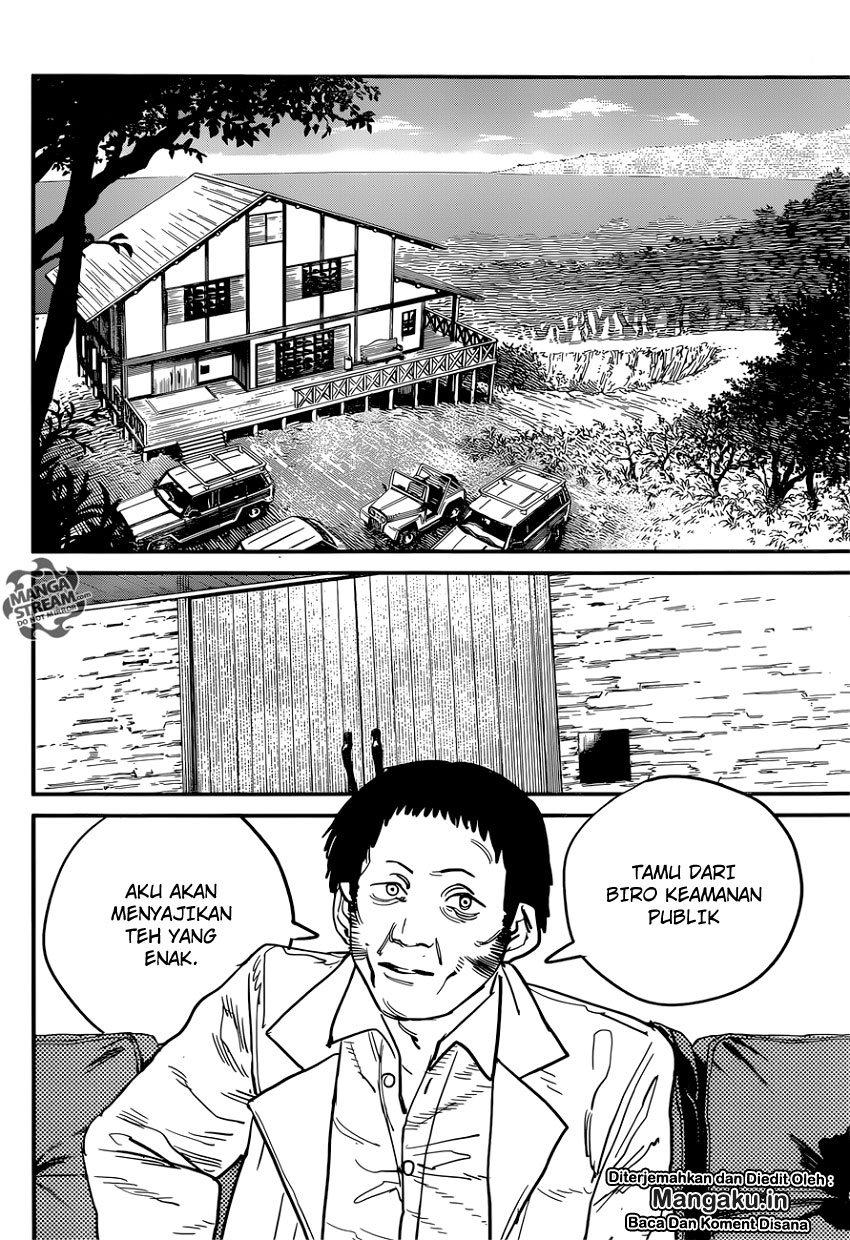 MANGA
STREAM.com
DO NOT MIRROR
TAMU DARI
BIRO KEAMANAN
PUBLIK
AKU AKAN
MENYAJIKAN
TEH YANG
ENAK.
Diterjemahkan dan Diedit Oleh :
Mangaku.in
Baca Dan Koment Disana